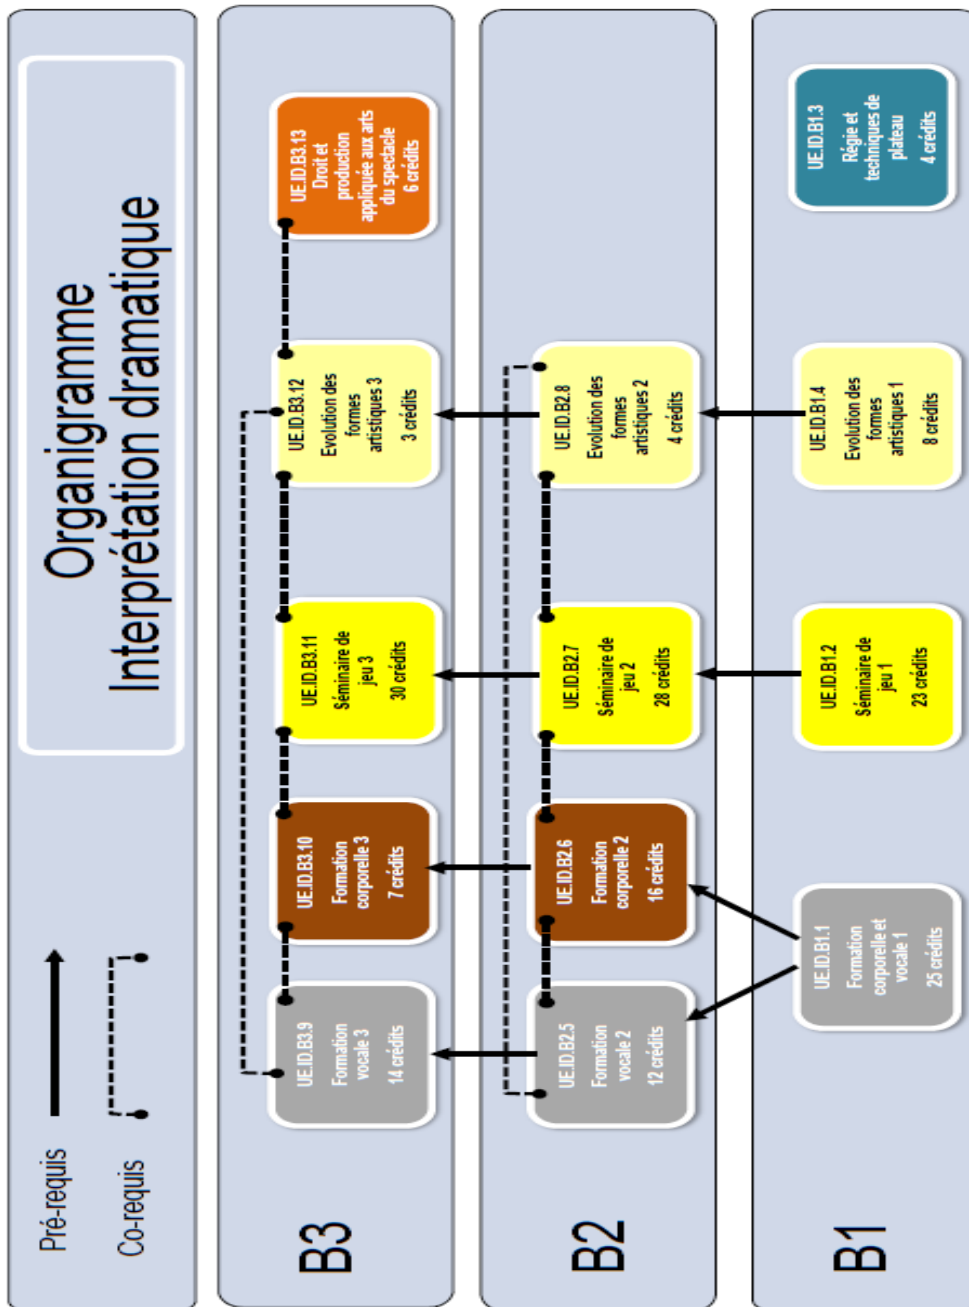 Organigramme
Interprétation dramatique
Pré-requis
Co-requis
B3
UE.ID.B3.9
Formation
vocale 3
14 crédits
UE.ID.B3.10
Formation
corporelle 3
7 crédits
UE.ID.B3.11
Séminaire de
jeu 3
30 crédits
UE.ID.B3.12
Evolution des
formes
artistiques 3
3 crédits
UE.ID.B3.13
Droit et
production
appliquée aux arts
du spectacle
6 crédits
B2
UE.ID.B2.5
Formation
vocale 2
12 crédits
UE.ID.B2.6
Formation
corporelle 2
16 crédits
UE.ID.B2.7
Séminaire de
jeu 2
28 crédits
UE.ID.B2.8
Evolution des
formes
artistiques 2
4 crédits
B1
UE.ID.B1.1
Formation
corporelle et
vocale 1
25 crédits
UE.ID.B1.2
Séminaire de
jeu 1
23 crédits
UE.ID.B1.4
Evolution des
formes
artistiques 1
8 crédits
UE.ID.B1.3
Régie et
techniques de
plateau
4 crédits